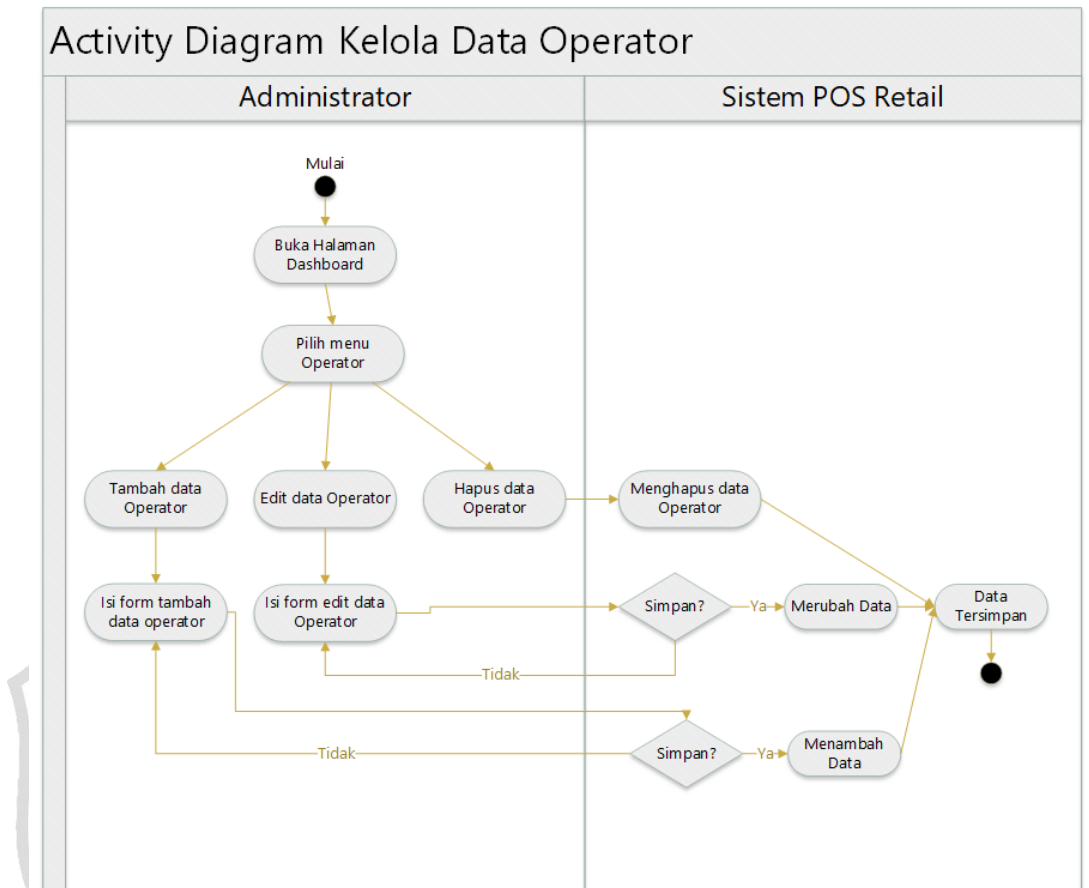 Activity Diagram Kelola Data Operator
Administrator
Sistem POS Retail
Mulai
Buka Halaman
Dashboard
Pilih menu
Operator
Tambah data
Operator
Edit data Operator
Hapus data
Operator
Menghapus data
Operator
Isi form tambah
data operator
Isi form edit data
Operator
Simpan?
Ya
Merubah Data
Data
Tersimpan
Tidak
Tidak
Simpan?
Ya
Menambah
Data